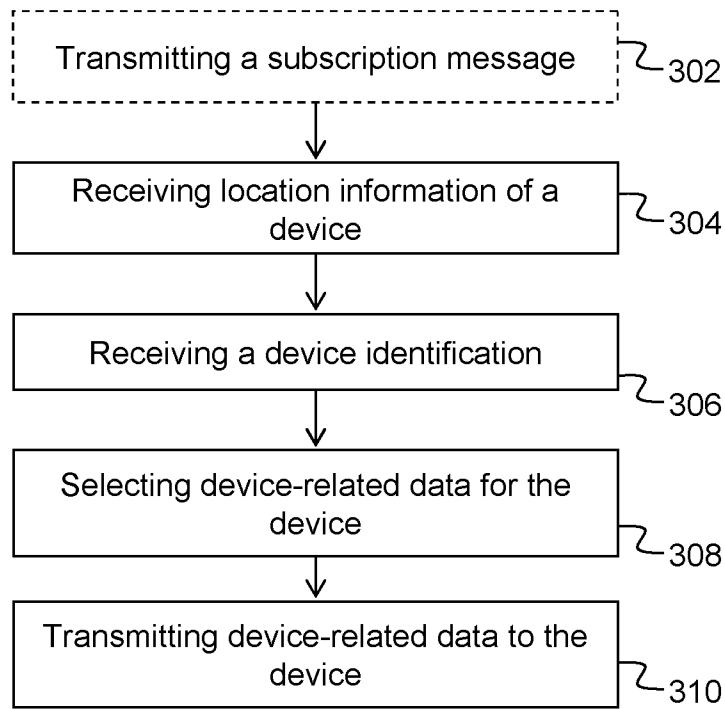 Transmitting a subscription message
302
Receiving location information of a
device
304
Receiving a device identification
306
Selecting device-related data for the
device
308
Transmitting device-related data to the
device
310